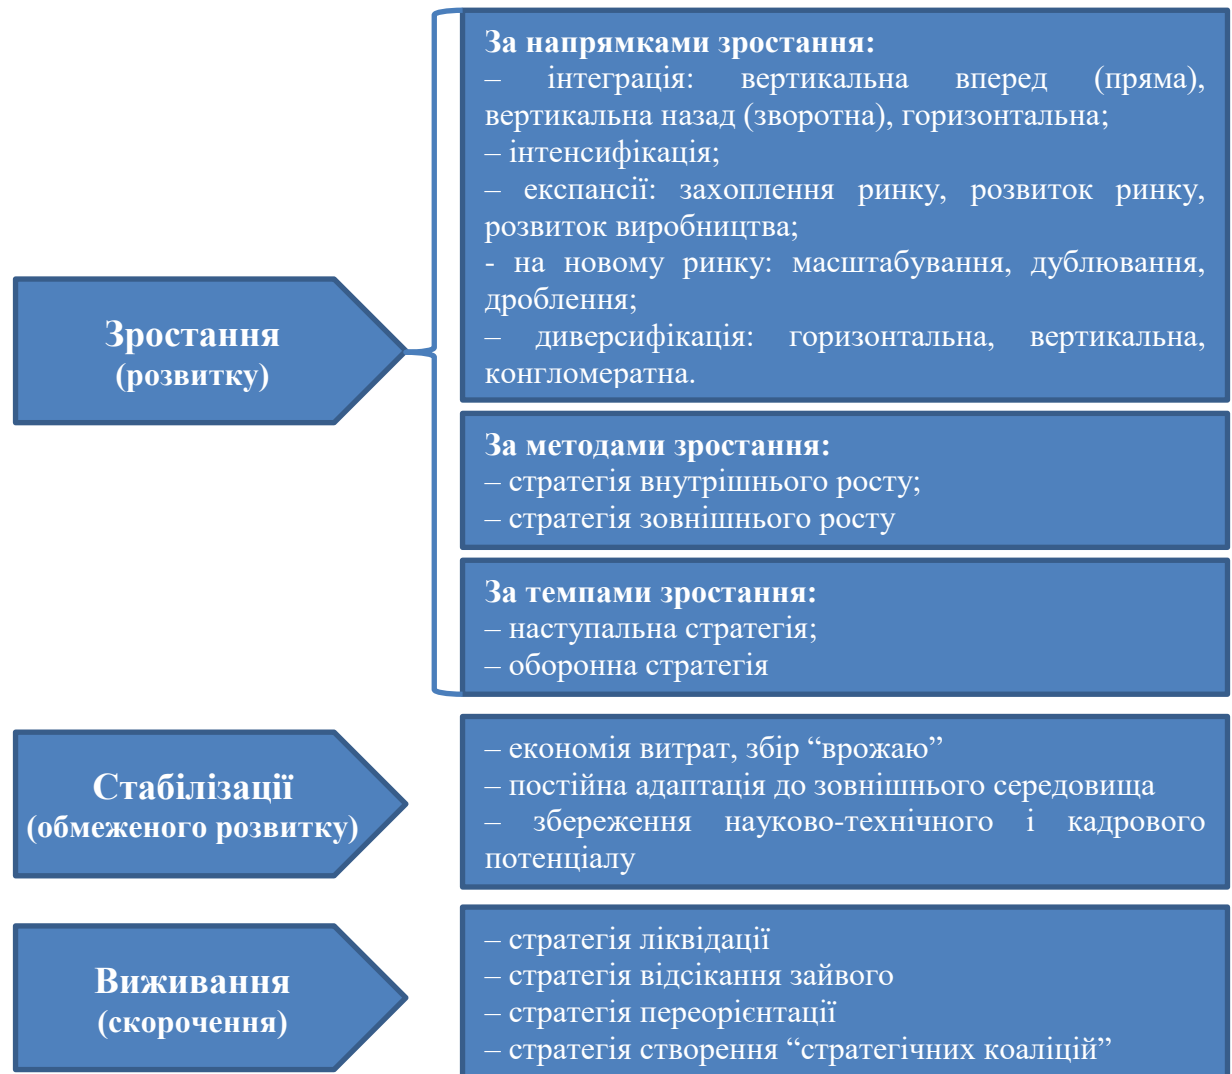 За напрямками зростання:
– інтеграція: вертикальна вперед (пряма),
вертикальна назад (зворотна), горизонтальна;
– інтенсифікація;
– експансії: захоплення ринку, розвиток ринку,
розвиток виробництва;
- на новому ринку: масштабування, дублювання,
дроблення;
– диверсифікація: горизонтальна, вертикальна,
конгломератна.
Зростання
(розвитку)
За методами зростання:
– стратегія внутрішнього росту;
– стратегія зовнішнього росту
За темпами зростання:
– наступальна стратегія;
– оборонна стратегія
Стабілізації
(обмеженого розвитку)
– економія витрат, збір “врожаю”
– постійна адаптація до зовнішнього середовища
– збереження науково-технічного і кадрового
потенціалу
Виживання
(скорочення)
– стратегія ліквідації
– стратегія відсікання зайвого
– стратегія переорієнтації
– стратегія створення “стратегічних коаліцій”